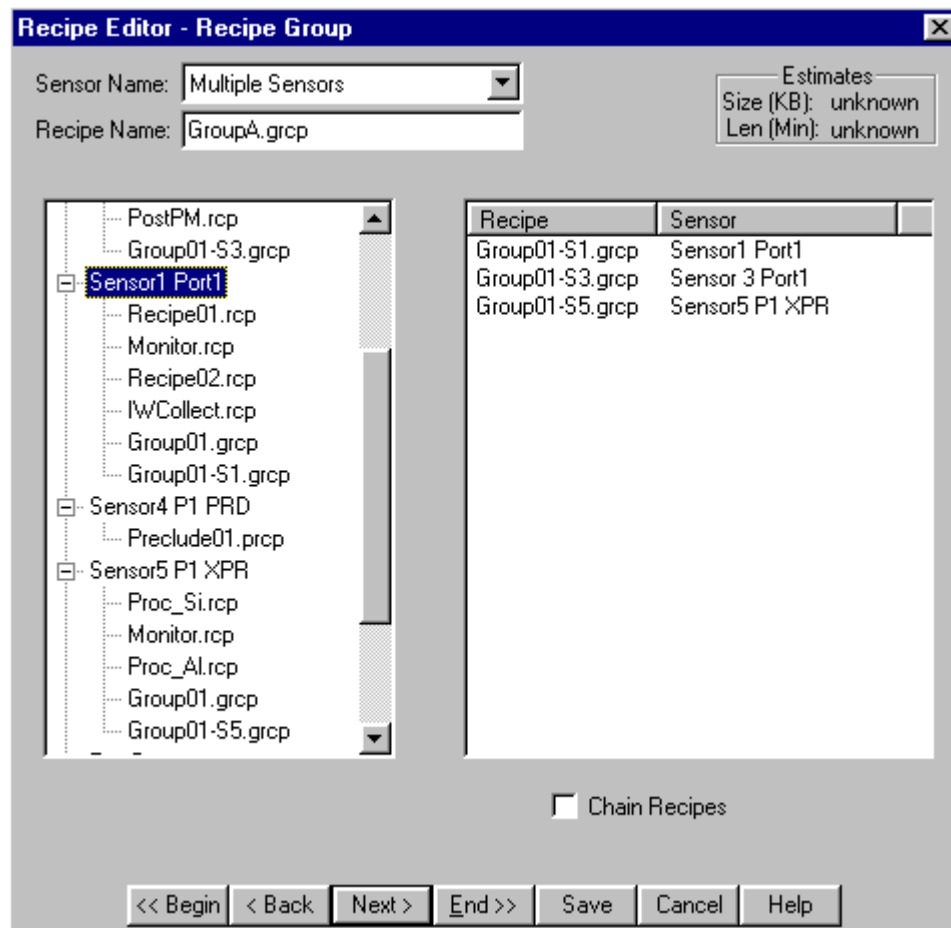 Recipe Editor - Recipe Group
Sensor Name: Multiple Sensors
Recipe Name: GroupA.grcp
Estimates
Size (KB): unknown
Len (Min): unknown
PostPM.rcp
Group01-S3.grcp
Sensor1 Port1
Recipe01.rcp
Monitor.rcp
Recipe02.rcp
IWCollect.rcp
Group01.grcp
Group01-S1.grcp
Sensor4 P1 PRD
Preclude01.prcp
Sensor5 P1 XPR
Proc_Si.rcp
Monitor.rcp
Proc_Al.rcp
Group01.grcp
Group01-S5.grcp
Recipe Sensor
Group01-S1.grcp Sensor1 Port1
Group01-S3.grcp Sensor 3 Port1
Group01-S5.grcp Sensor5 P1 XPR
Chain Recipes
<< Begin < Back Next > End >> Save Cancel Help